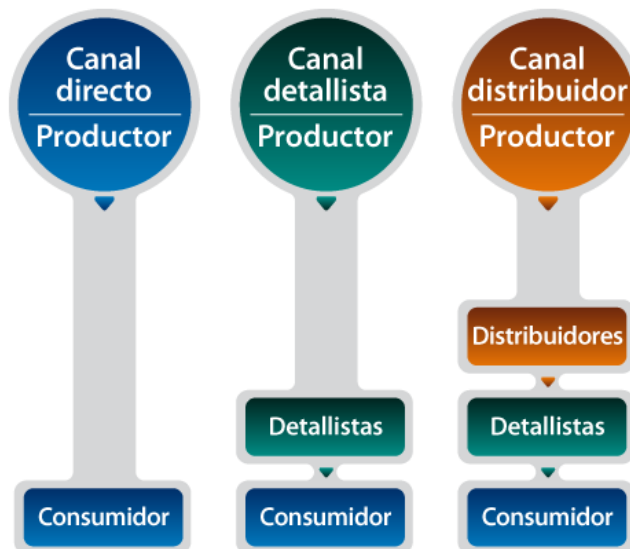 Canal
directo
Productor
Consumidor
Canal
detallista
Productor
Detallistas
Consumidor
Canal
distribuidor
Productor
Distribuidores
Detallistas
Consumidor